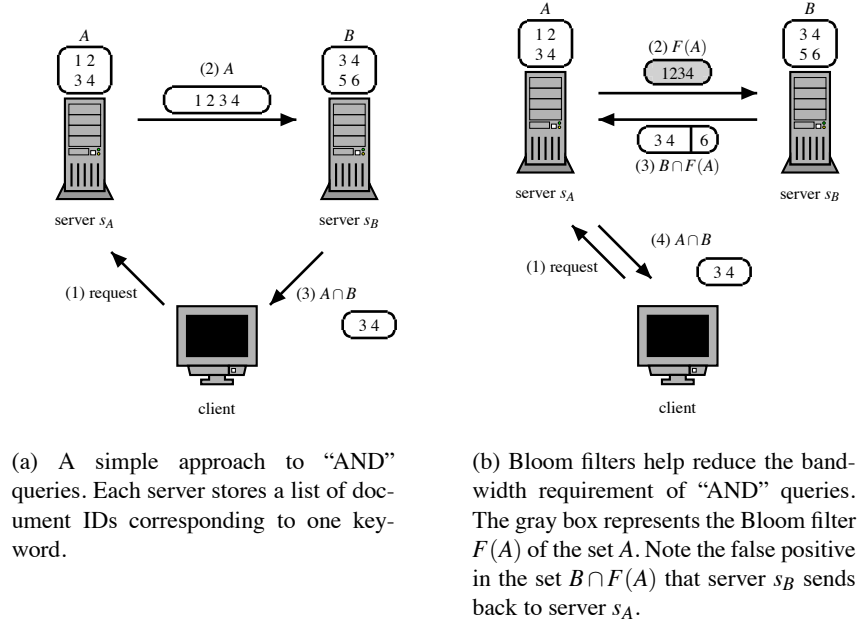 A
1 2
3 4
(2) A
1 2 3 4
B
3 4
5 6
server s_A
server s_B
(1) request
(3) A∩B
3 4
client
(a) A simple approach to “AND”
queries. Each server stores a list of doc-
ument IDs corresponding to one key-
word.
A
1 2
3 4
(2) F(A)
1234
B
3 4
5 6
3 4 6
(3) B∩F(A)
server s_A
server s_B
(4) A∩B
(1) request
3 4
client
(b) Bloom filters help reduce the band-
width requirement of “AND” queries.
The gray box represents the Bloom filter
F(A) of the set A. Note the false positive
in the set B∩F(A) that server s_B sends
back to server s_A.